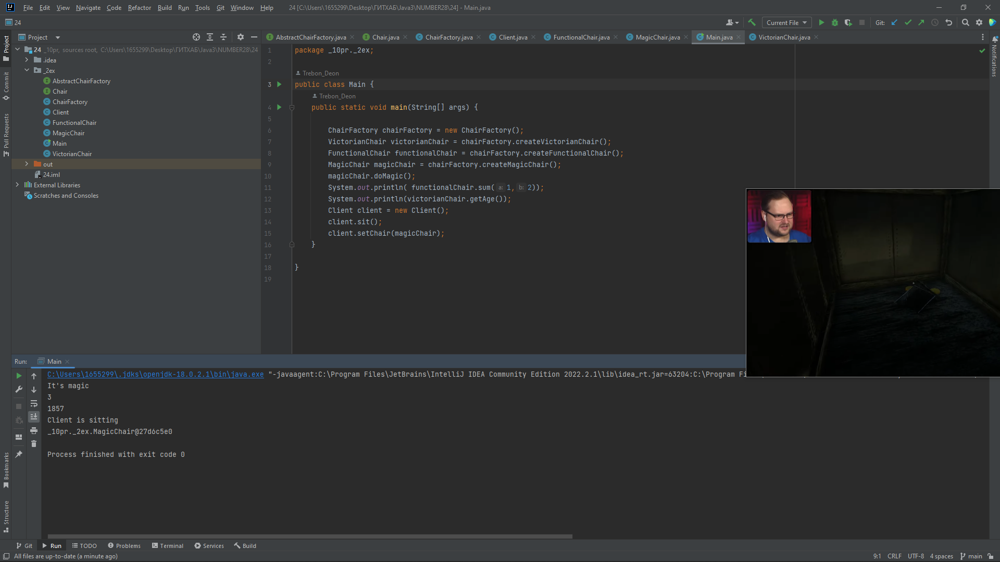 File Edit View Navigate Code Refactor Build Run Tools Git Window Help 24 [C:\Users\1655299\Desktop\ГИТХАБ\Java3\NUMBER28\24] - Main.java
24
Current File
Git:
Project
AbstractChairFactory.java Chair.java ChairFactory.java Client.java FunctionalChair.java MagicChair.java Main.java VictorianChair.java
24 _10pr, sources root, C:\Users\1655299\Desktop\ГИТХАБ\Java3\NUMBER28\24
.idea
_2ex
AbstractChairFactory
Chair
ChairFactory
Client
FunctionalChair
MagicChair
Main
VictorianChair
out
24.iml
External Libraries
Scratches and Consoles
Project
Commit
Pull Requests
Bookmarks
Structure
Notifications
1 package _10pr._2ex;
2
Trebon_Deon
3 public class Main {
Trebon_Deon
4 public static void main(String[] args) {
5
6 ChairFactory chairFactory = new ChairFactory();
7 VictorianChair victorianChair = chairFactory.createVictorianChair();
8 FunctionalChair functionalChair = chairFactory.createFunctionalChair();
9 MagicChair magicChair = chairFactory.createMagicChair();
10 magicChair.doMagic();
11 System.out.println( functionalChair.sum( a: 1, b: 2));
12 System.out.println(victorianChair.getAge());
13 Client client = new Client();
14 client.sit();
15 client.setChair(magicChair);
16 }
17
18 }
19
Run: Main
C:\Users\1655299\.jdks\openjdk-18.0.2.1\bin\java.exe "-javaagent:C:\Program Files\JetBrains\IntelliJ IDEA Community Edition 2022.2.1\lib\idea_rt.jar=63204:C:\Program
It's magic
3
1857
Client is sitting
_10pr._2ex.MagicChair@27d6c5e0
Process finished with exit code 0
Git Run TODO Problems Terminal Services Build
All files are up-to-date (a minute ago)
9:1 CRLF UTF-8 4 spaces main